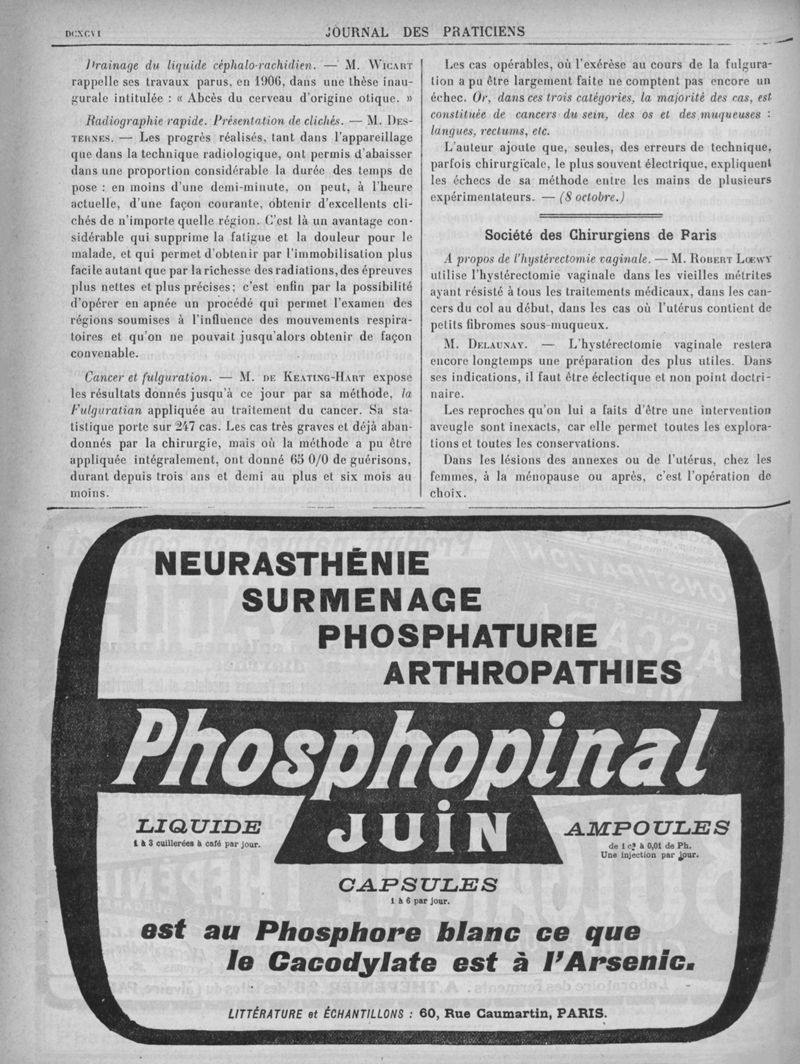 DCXCVI
JOURNAL DES PRATICIENS
Drainage du liquide céphalo-rachidien. — M. Wicart
rappelle ses travaux parus, en 1906, dans une thèse inau-
gurale intitulée : « Abcès du cerveau d'origine otique. »
Radiographie rapide. Présentation de clichés. — M. Des-
ternes. — Les progrès réalisés, tant dans l'appareillage
que dans la technique radiologique, ont permis d'abaisser
dans une proportion considérable la durée des temps de
pose : en moins d'une demi-minute, on peut, à l'heure
actuelle, d'une façon courante, obtenir d'excellents cli-
chés de n'importe quelle région. C'est là un avantage con-
sidérable qui supprime la fatigue et la douleur pour le
malade, et qui permet d'obtenir par l'immobilisation plus
facile autant que par la richesse des radiations, des épreuves
plus nettes et plus précises; c'est enfin par la possibilité
d'opérer en apnée un procédé qui permet l'examen des
régions soumises à l'influence des mouvements respira-
toires et qu'on ne pouvait jusqu'alors obtenir de façon
convenable.
Cancer et fulguration. — M. de Keating-Hart expose
les résultats donnés jusqu'à ce jour par sa méthode, la
Fulguratian appliquée au traitement du cancer. Sa sta-
tistique porte sur 247 cas. Les cas très graves et déjà aban-
donnés par la chirurgie, mais où la méthode a pu être
appliquée intégralement, ont donné 65 0/0 de guérisons,
durant depuis trois ans et demi au plus et six mois au
moins.
Les cas opérables, où l'exérèse au cours de la fulgura-
tion a pu être largement faite ne comptent pas encore un
échec. Or, dans ces trois catégories, la majorité des cas, est
constituée de cancers du sein, des os et des muqueuses :
langues, rectums, etc.
L'auteur ajoute que, seules, des erreurs de technique,
parfois chirurgicale, le plus souvent électrique, expliquent
les échecs de sa méthode entre les mains de plusieurs
expérimentateurs. — (8 octobre.)
Société des Chirurgiens de Paris
A propos de l'hystérectomie vaginale. — M. Robert Lœwy
utilise l'hystérectomie vaginale dans les vieilles métrites
ayant résisté à tous les traitements médicaux, dans les can-
cers du col au début, dans les cas où l'utérus contient de
petits fibromes sous-muqueux.
M. Delaunay. — L'hystérectomie vaginale restera
encore longtemps une préparation des plus utiles. Dans
ses indications, il faut être éclectique et non point doctri-
naire.
Les reproches qu'on lui a faits d'être une intervention
aveugle sont inexacts, car elle permet toutes les explora-
tions et toutes les conservations.
Dans les lésions des annexes ou de l'utérus, chez les
femmes, à la ménopause ou après, c'est l'opération de
choix.
NEURASTHÉNIE
SURMENAGE
PHOSPHATURIE
ARTHROPATHIES
Phosphopinal
JUIN
LIQUIDE
1 à 3 cuillerées à café par jour.
AMPOULES
de 1 c³ à 0,01 de Ph.
Une injection par jour.
CAPSULES
1 à 6 par jour.
est au Phosphore blanc ce que
le Cacodylate est à l'Arsenic.
LITTÉRATURE et ÉCHANTILLONS : 60, Rue Caumartin, PARIS.